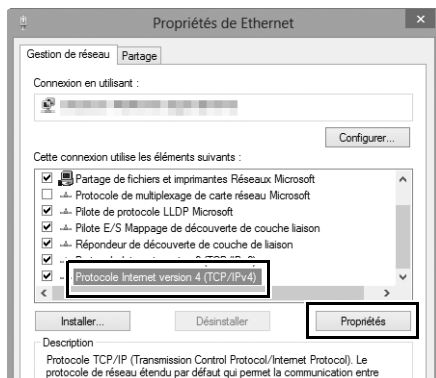 Propriétés de Ethernet
Gestion de réseau
Partage
Connexion en utilisant :
Configurer...
Cette connexion utilise les éléments suivants :
Partage de fichiers et imprimantes Réseaux Microsoft
Protocole de multiplexage de carte réseau Microsoft
Pilote de protocole LLDP Microsoft
Pilote E/S Mappage de découverte de couche liaison
Répondeur de découverte de couche de liaison
Protocole Internet version 4 (TCP/IPv4)
Installer...
Désinstaller
Propriétés
Description
Protocole TCP/IP (Transmission Control Protocol/Internet Protocol). Le
protocole de réseau étendu par défaut qui permet la communication entre